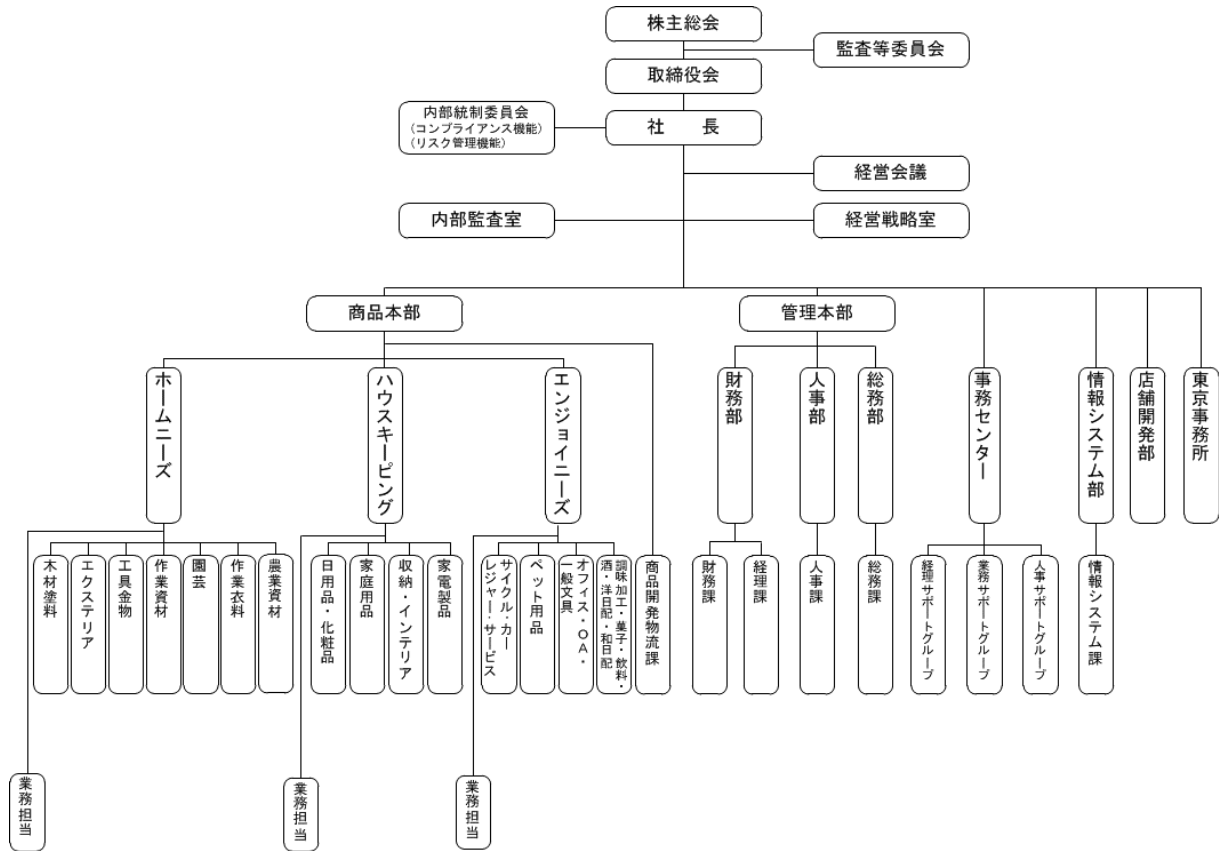 株主総会
監査等委員会
取締役会
内部統制委員会
(コンプライアンス機能)
(リスク管理機能)
社　　長
経営会議
内部監査室
経営戦略室
商品本部
管理本部
ホームニーズ
ハウスキーピング
エンジョイニーズ
財務部
人事部
総務部
事務センター
情報システム部
店舗開発部
東京事務所
木材塗料
エクステリア
工具金物
作業資材
園芸
作業衣料
農業資材
日用品・化粧品
家庭用品
収納・インテリア
家電製品
サイクル・カー
レジャー・サービス
ペット用品
オフィス・OA・
一般文具
調味加工・菓子・飲料・
酒・洋日配・和日配
商品開発物流課
財務課
経理課
人事課
総務課
経理サポートグループ
業務サポートグループ
人事サポートグループ
情報システム課
業務担当
業務担当
業務担当